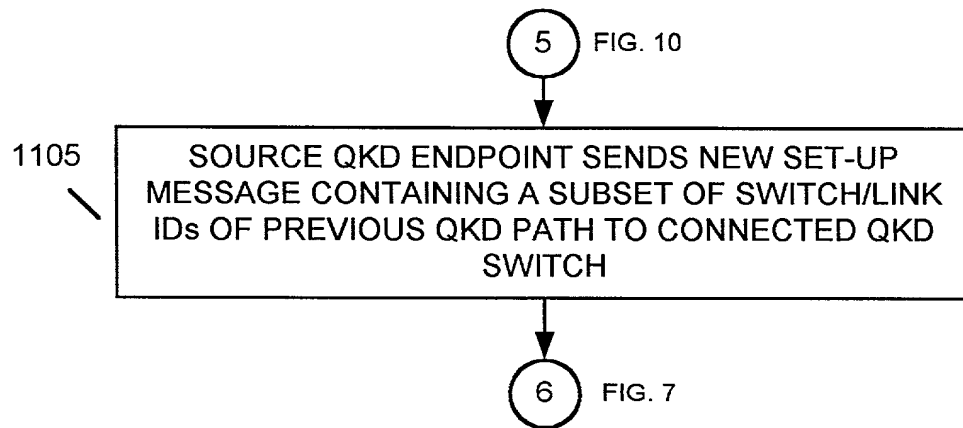 5 FIG. 10
1105
SOURCE QKD ENDPOINT SENDS NEW SET-UP
MESSAGE CONTAINING A SUBSET OF SWITCH/LINK
IDs OF PREVIOUS QKD PATH TO CONNECTED QKD
SWITCH
6 FIG. 7